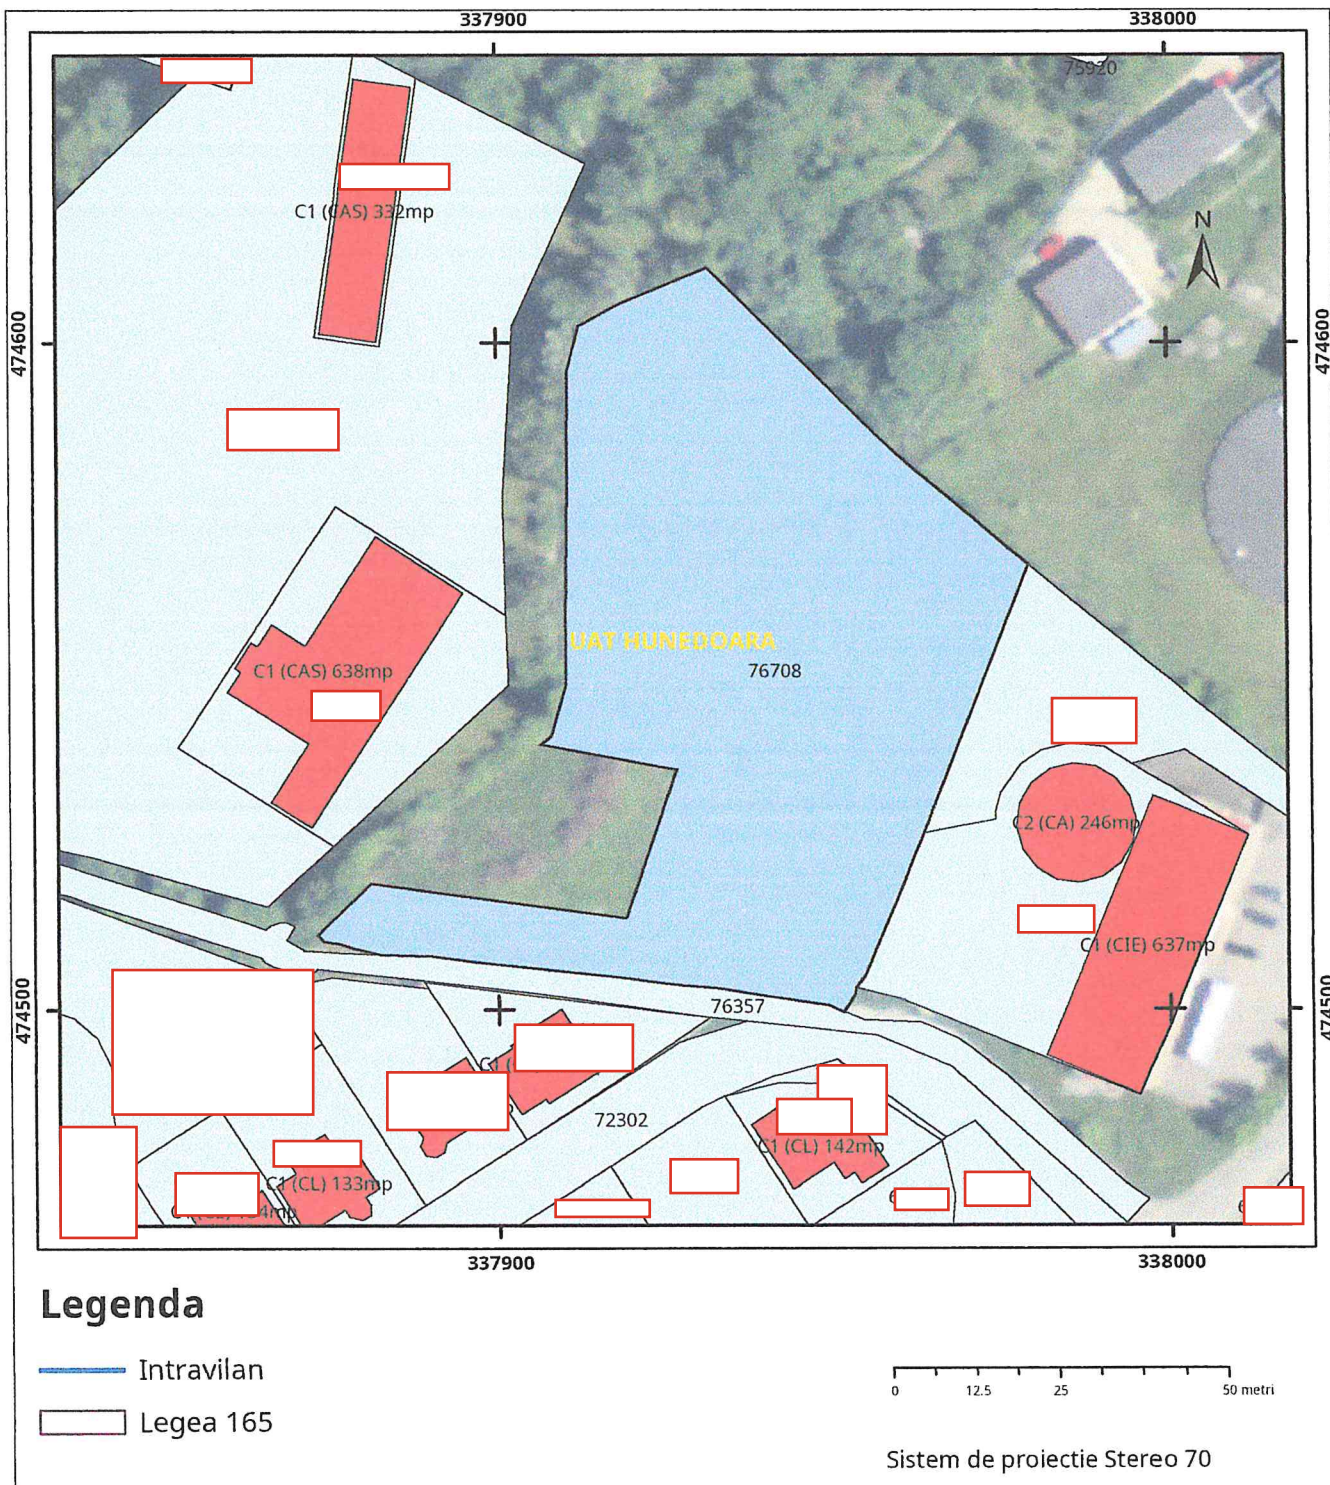 337900
338000
75920
C1 (CAS) 332mp
N
474600
474600
UAT HUNEDOARA
76708
C1 (CAS) 638mp
C2 (CA) 246mp
C1 (CIE) 637mp
474500
474500
76357
72302
C1 (CL) 142mp
C1 (CL) 133mp
337900
338000
Legenda
Intravilan
Legea 165
0 12.5 25 50 metri
Sistem de proiectie Stereo 70